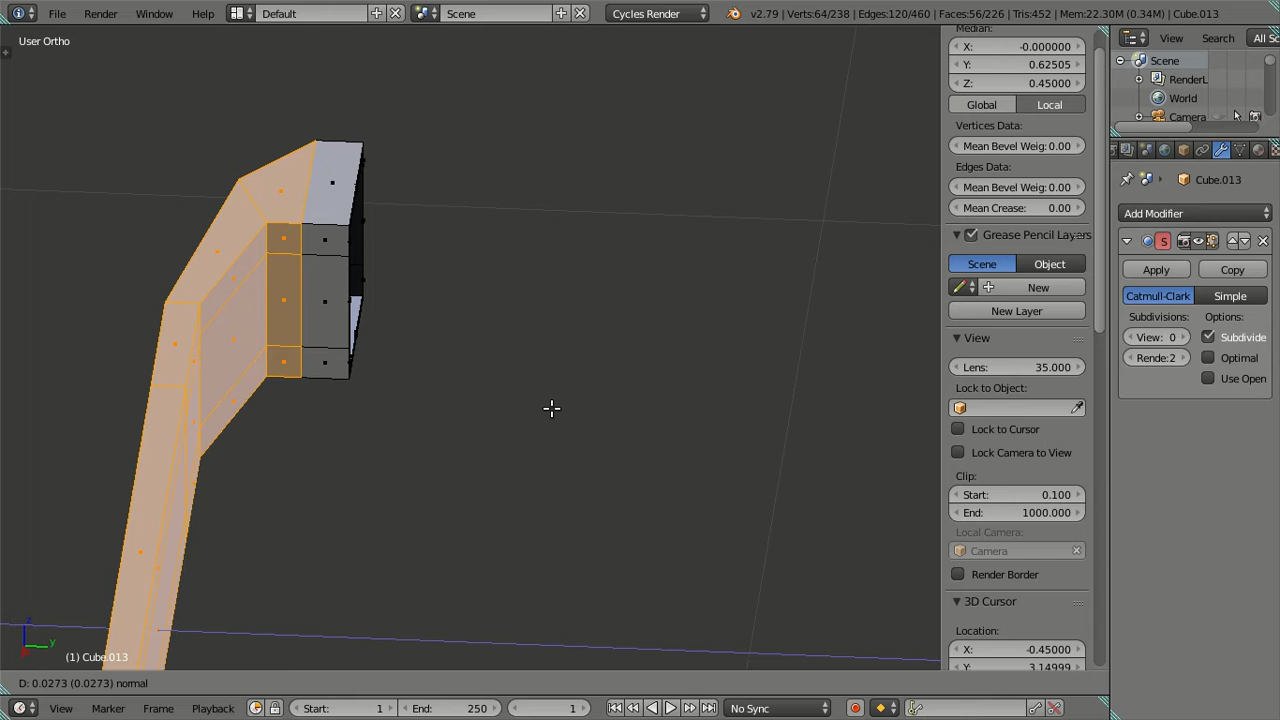 File Render Window Help Default Scene Cycles Render v2.79 | Verts:64/238 | Edges:120/460 | Faces:56/226 | Tris:452 | Mem:22.30M (0.34M) | Cube.013
User Ortho
Median:
X: -0.000000
Y: 0.62505
Z: 0.45000
Global Local
Vertices Data:
Mean Bevel Weig: 0.00
Edges Data:
Mean Bevel Weig: 0.00
Mean Crease: 0.00
Grease Pencil Layers
Scene Object
New
New Layer
View
Lens: 35.000
Lock to Object:
Lock to Cursor
Lock Camera to View
Clip:
Start: 0.100
End: 1000.000
Local Camera:
Camera
Render Border
3D Cursor
Location:
X: -0.45000
Y: 3.14999
View Search All Sc
Scene
RenderL
World
Camera
Cube.013
Add Modifier
S
Apply Copy
Catmull-Clark Simple
Subdivisions: Options:
View: 0 Subdivide
Rende: 2 Optimal
Use Open
z
y
(1) Cube.013
D: 0.0273 (0.0273) normal
View Marker Frame Playback Start: 1 End: 250 1 No Sync